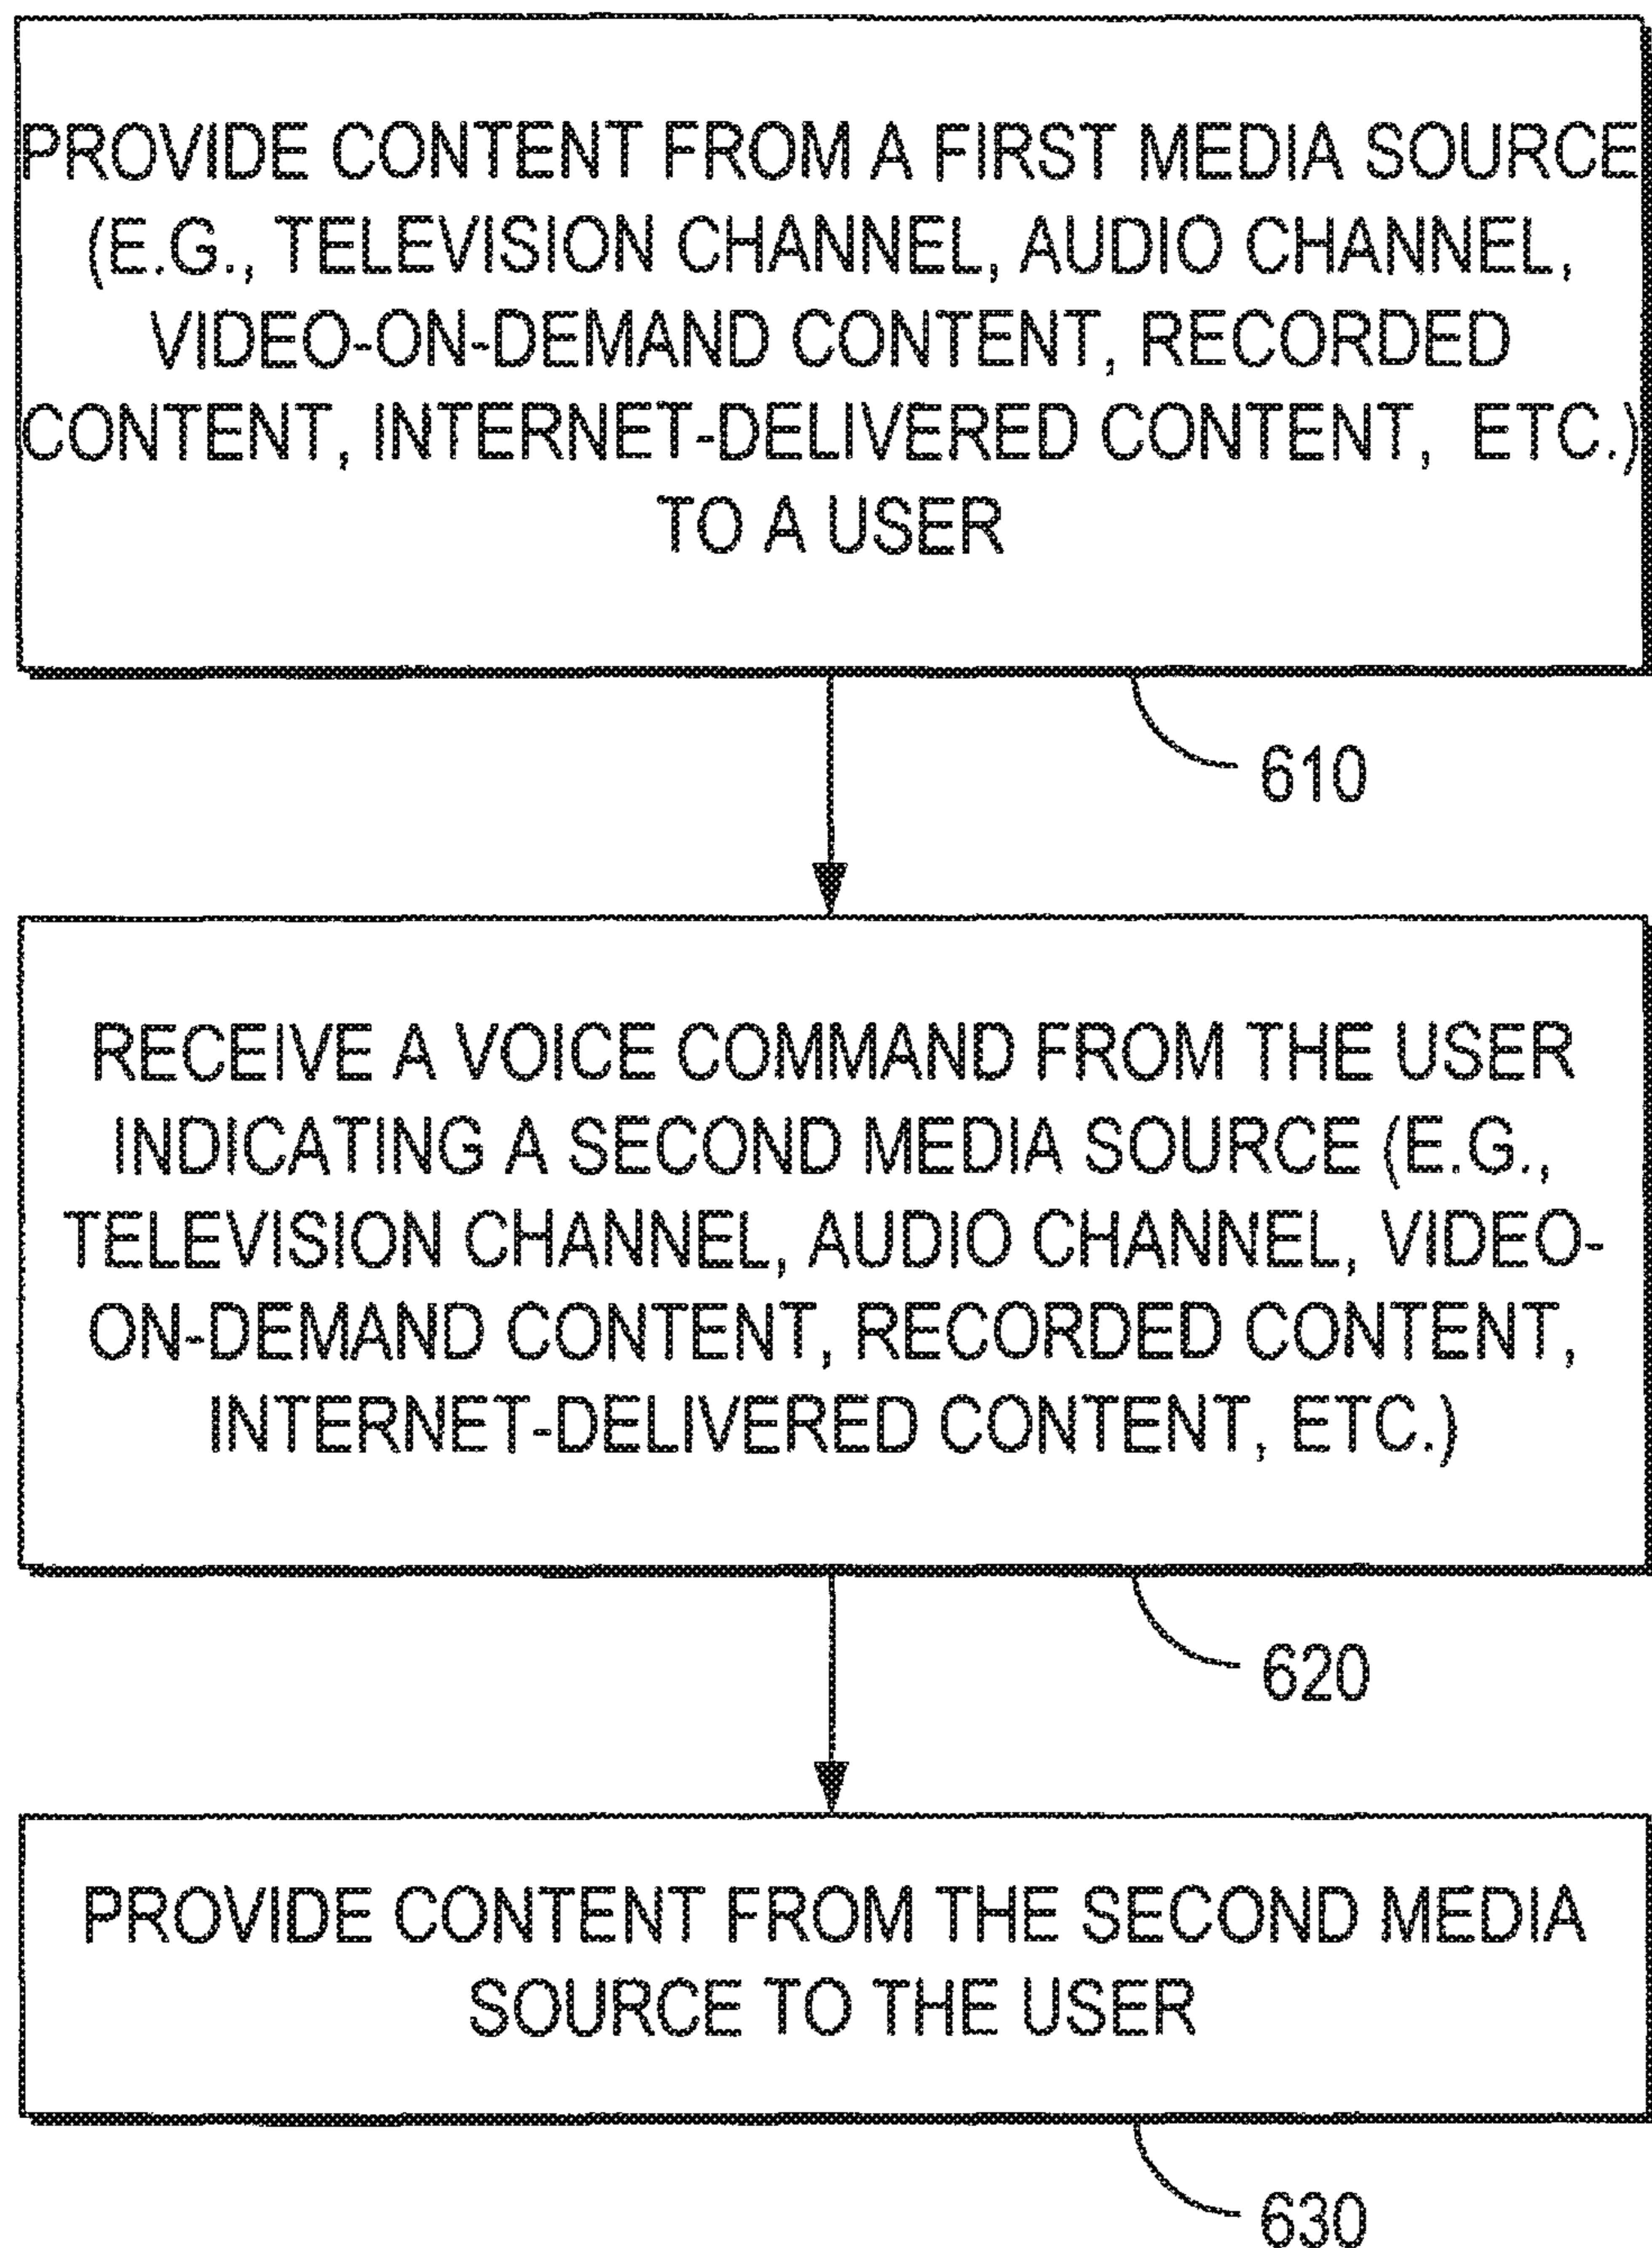 PROVIDE CONTENT FROM A FIRST MEDIA SOURCE
(E.G., TELEVISION CHANNEL, AUDIO CHANNEL,
VIDEO-ON-DEMAND CONTENT, RECORDED
CONTENT, INTERNET-DELIVERED CONTENT, ETC.)
TO A USER
610
RECEIVE A VOICE COMMAND FROM THE USER
INDICATING A SECOND MEDIA SOURCE (E.G.,
TELEVISION CHANNEL, AUDIO CHANNEL, VIDEO-
ON-DEMAND CONTENT, RECORDED CONTENT,
INTERNET-DELIVERED CONTENT, ETC.)
620
PROVIDE CONTENT FROM THE SECOND MEDIA
SOURCE TO THE USER
630